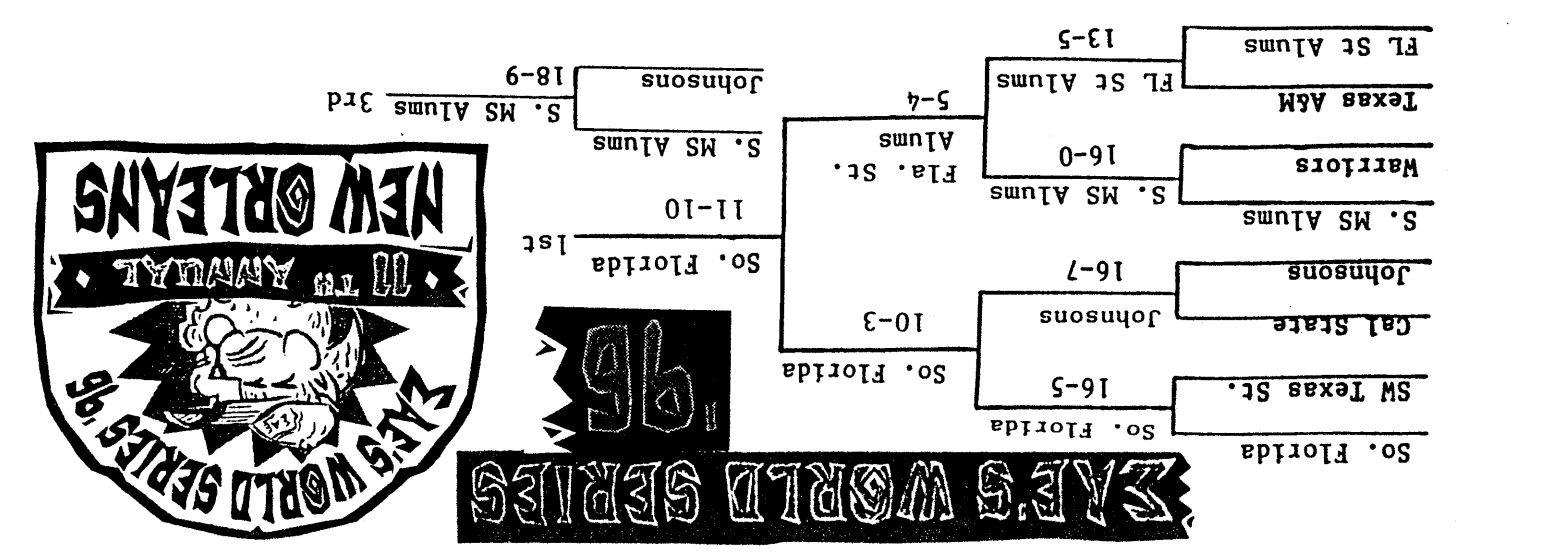 ΣAE'S WORLD SERIES
'96
So. Florida
SW Texas St.
Cal State
Johnsons
S. MS Alums
Warriors
Texas A&M
FL St Alums
So. Florida
16-5
Johnsons
16-7
S. MS Alums
16-0
FL St Alums
13-5
So. Florida
10-3
Fla. St.
Alums
5-4
So. Florida
11-10
1st
S. MS Alums
Johnsons
S. MS Alums
18-9
3rd
ΣAE'S WORLD SERIES '96
11TH ANNUAL
NEW ORLEANS